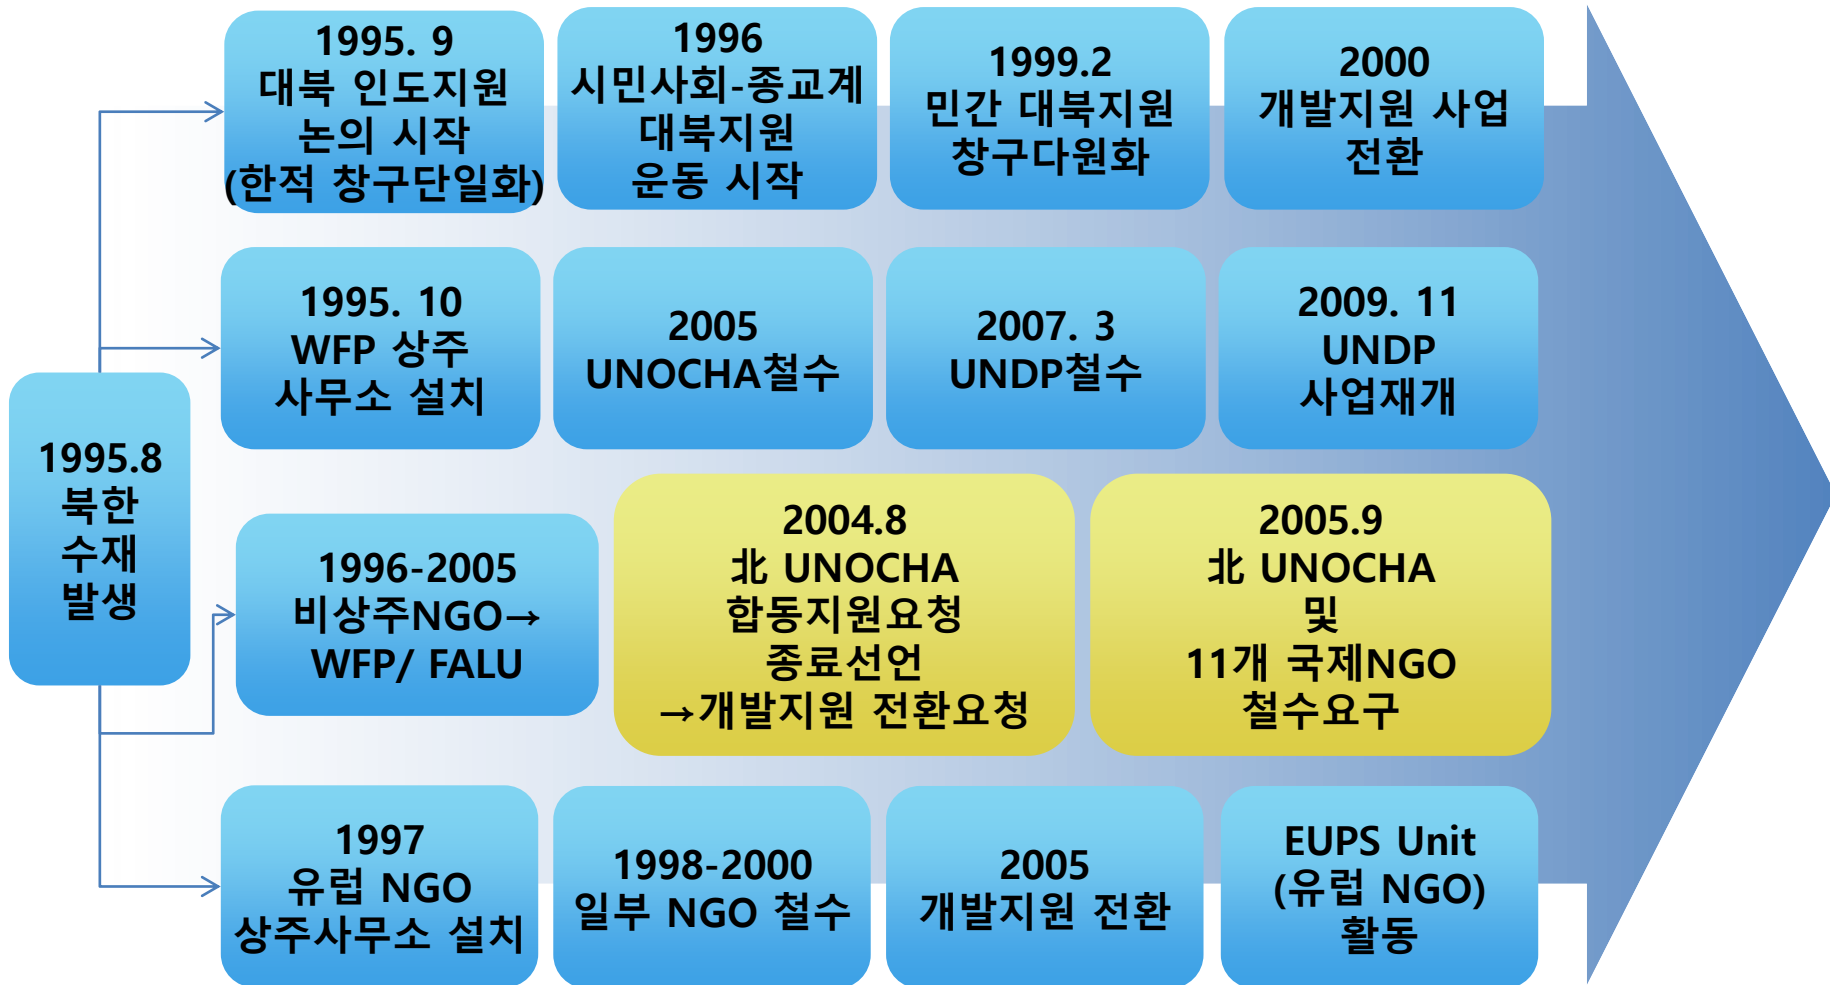 1995.8
북한
수재
발생
1995. 9
대북 인도지원
논의 시작
(한적 창구단일화)
1996
시민사회-종교계
대북지원
운동 시작
1999.2
민간 대북지원
창구다원화
2000
개발지원 사업
전환
1995. 10
WFP 상주
사무소 설치
2005
UNOCHA철수
2007. 3
UNDP철수
2009. 11
UNDP
사업재개
1996-2005
비상주NGO→
WFP/ FALU
2004.8
北 UNOCHA
합동지원요청
종료선언
→개발지원 전환요청
2005.9
北 UNOCHA
및
11개 국제NGO
철수요구
1997
유럽 NGO
상주사무소 설치
1998-2000
일부 NGO 철수
2005
개발지원 전환
EUPS Unit
(유럽 NGO)
활동